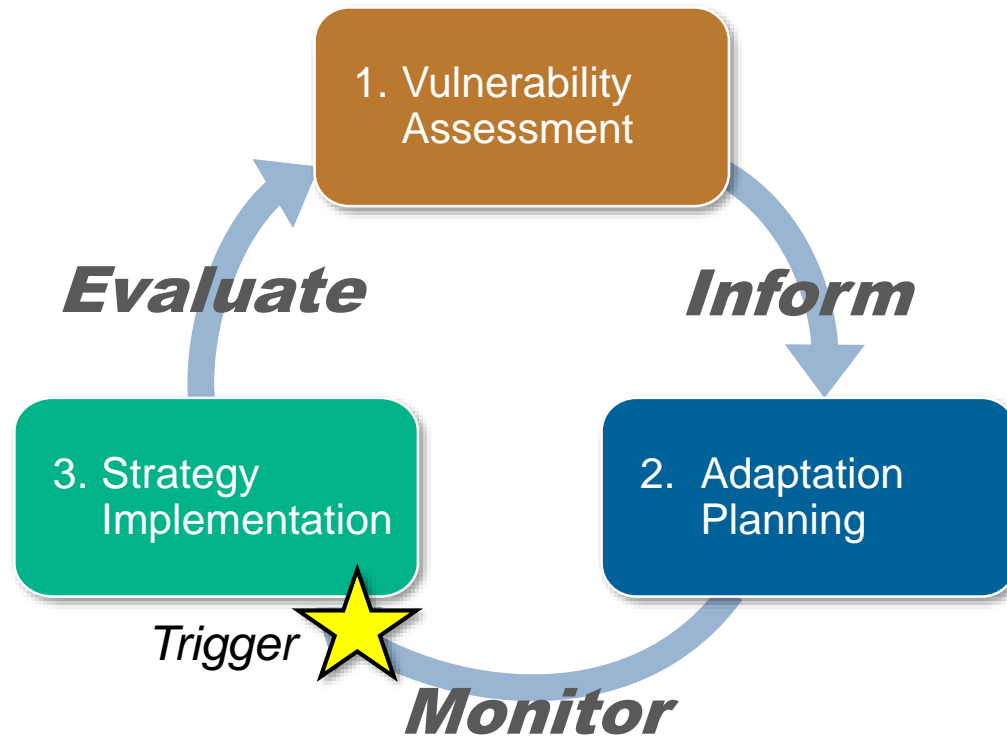 1. Vulnerability
Assessment
Evaluate
Inform
3. Strategy
Implementation
2. Adaptation
Planning
Trigger
Monitor